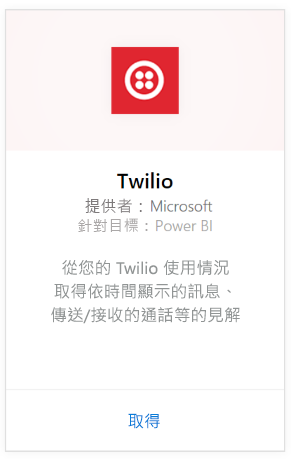 Twilio
提供者：Microsoft
針對目標：Power BI
從您的 Twilio 使用情況
取得依時間顯示的訊息、
傳送/接收的通話等的見解
取得